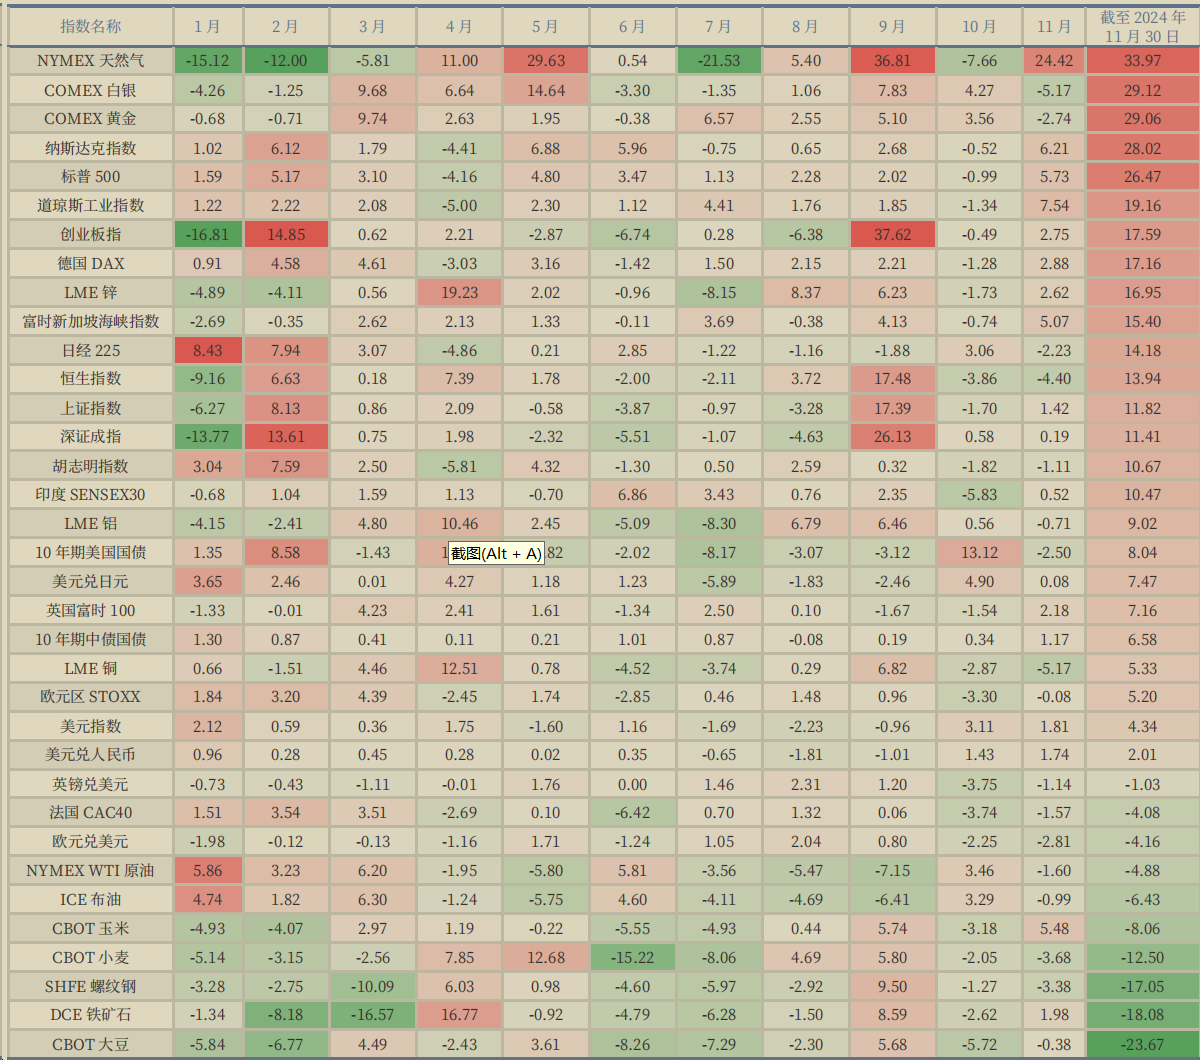 指数名称 1月 2月 3月 4月 5月 6月 7月 8月 9月 10月 11月 截至 2024 年
11 月 30 日
NYMEX 天然气 -15.12 -12.00 -5.81 11.00 29.63 0.54 -21.53 5.40 36.81 -7.66 24.42 33.97
COMEX 白银 -4.26 -1.25 9.68 6.64 14.64 -3.30 -1.35 1.06 7.83 4.27 -5.17 29.12
COMEX 黄金 -0.68 -0.71 9.74 2.63 1.95 -0.38 6.57 2.55 5.10 3.56 -2.74 29.06
纳斯达克指数 1.02 6.12 1.79 -4.41 6.88 5.96 -0.75 0.65 2.68 -0.52 6.21 28.02
标普 500 1.59 5.17 3.10 -4.16 4.80 3.47 1.13 2.28 2.02 -0.99 5.73 26.47
道琼斯工业指数 1.22 2.22 2.08 -5.00 2.30 1.12 4.41 1.76 1.85 -1.34 7.54 19.16
创业板指 -16.81 14.85 0.62 2.21 -2.87 -6.74 0.28 -6.38 37.62 -0.49 2.75 17.59
德国 DAX 0.91 4.58 4.61 -3.03 3.16 -1.42 1.50 2.15 2.21 -1.28 2.88 17.16
LME 锌 -4.89 -4.11 0.56 19.23 2.02 -0.96 -8.15 8.37 6.23 -1.73 2.62 16.95
富时新加坡海峡指数 -2.69 -0.35 2.62 2.13 1.33 -0.11 3.69 -0.38 4.13 -0.74 5.07 15.40
日经 225 8.43 7.94 3.07 -4.86 0.21 2.85 -1.22 -1.16 -1.88 3.06 -2.23 14.18
恒生指数 -9.16 6.63 0.18 7.39 1.78 -2.00 -2.11 3.72 17.48 -3.86 -4.40 13.94
上证指数 -6.27 8.13 0.86 2.09 -0.58 -3.87 -0.97 -3.28 17.39 -1.70 1.42 11.82
深证成指 -13.77 13.61 0.75 1.98 -2.32 -5.51 -1.07 -4.63 26.13 0.58 0.19 11.41
胡志明指数 3.04 7.59 2.50 -5.81 4.32 -1.30 0.50 2.59 0.32 -1.82 -1.11 10.67
印度 SENSEX30 -0.68 1.04 1.59 1.13 -0.70 6.86 3.43 0.76 2.35 -5.83 0.52 10.47
LME 铝 -4.15 -2.41 4.80 10.46 2.45 -5.09 -8.30 6.79 6.46 0.56 -0.71 9.02
10 年期美国国债 1.35 8.58 -1.43 截图(Alt + A) 82 -2.02 -8.17 -3.07 -3.12 13.12 -2.50 8.04
美元兑日元 3.65 2.46 0.01 4.27 1.18 1.23 -5.89 -1.83 -2.46 4.90 0.08 7.47
英国富时 100 -1.33 -0.01 4.23 2.41 1.61 -1.34 2.50 0.10 -1.67 -1.54 2.18 7.16
10 年期中债国债 1.30 0.87 0.41 0.11 0.21 1.01 0.87 -0.08 0.19 0.34 1.17 6.58
LME 铜 0.66 -1.51 4.46 12.51 0.78 -4.52 -3.74 0.29 6.82 -2.87 -5.17 5.33
欧元区 STOXX 1.84 3.20 4.39 -2.45 1.74 -2.85 0.46 1.48 0.96 -3.30 -0.08 5.20
美元指数 2.12 0.59 0.36 1.75 -1.60 1.16 -1.69 -2.23 -0.96 3.11 1.81 4.34
美元兑人民币 0.96 0.28 0.45 0.28 0.02 0.35 -0.65 -1.81 -1.01 1.43 1.74 2.01
英镑兑美元 -0.73 -0.43 -1.11 -0.01 1.76 0.00 1.46 2.31 1.20 -3.75 -1.14 -1.03
法国 CAC40 1.51 3.54 3.51 -2.69 0.10 -6.42 0.70 1.32 0.06 -3.74 -1.57 -4.08
欧元兑美元 -1.98 -0.12 -0.13 -1.16 1.71 -1.24 1.05 2.04 0.80 -2.25 -2.81 -4.16
NYMEX WTI 原油 5.86 3.23 6.20 -1.95 -5.80 5.81 -3.56 -5.47 -7.15 3.46 -1.60 -4.88
ICE 布油 4.74 1.82 6.30 -1.24 -5.75 4.60 -4.11 -4.69 -6.41 3.29 -0.99 -6.43
CBOT 玉米 -4.93 -4.07 2.97 1.19 -0.22 -5.55 -4.93 0.44 5.74 -3.18 5.48 -8.06
CBOT 小麦 -5.14 -3.15 -2.56 7.85 12.68 -15.22 -8.06 4.69 5.80 -2.05 -3.68 -12.50
SHFE 螺纹钢 -3.28 -2.75 -10.09 6.03 0.98 -4.60 -5.97 -2.92 9.50 -1.27 -3.38 -17.05
DCE 铁矿石 -1.34 -8.18 -16.57 16.77 -0.92 -4.79 -6.28 -1.50 8.59 -2.62 1.98 -18.08
CBOT 大豆 -5.84 -6.77 4.49 -2.43 3.61 -8.26 -7.29 -2.30 5.68 -5.72 -0.38 -23.67